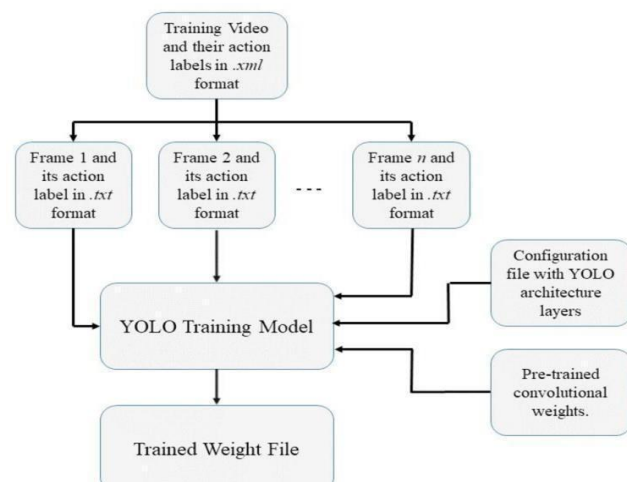 Training Video
and their action
labels in .xml
format
Frame 1 and
its action
label in .txt
format
Frame 2 and
its action
label in .txt
format
- - -
Frame n and
its action
label in .txt
format
Configuration
file with YOLO
architecture
layers
YOLO Training Model
Pre-trained
convolutional
weights.
Trained Weight File